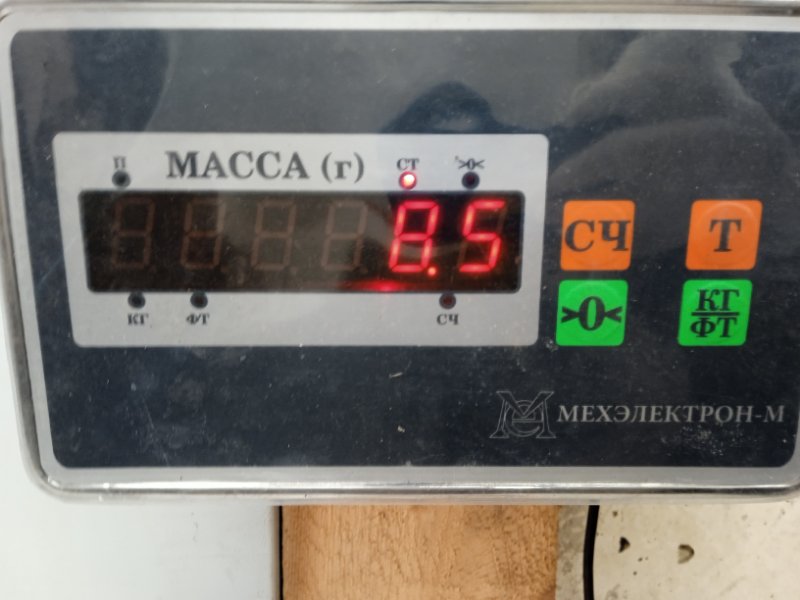 П МАССА (г) СТ >0<
8.5
КГ ФТ СЧ
СЧ Т
>0< КГ
ФТ
МЕХЭЛЕКТРОН-М